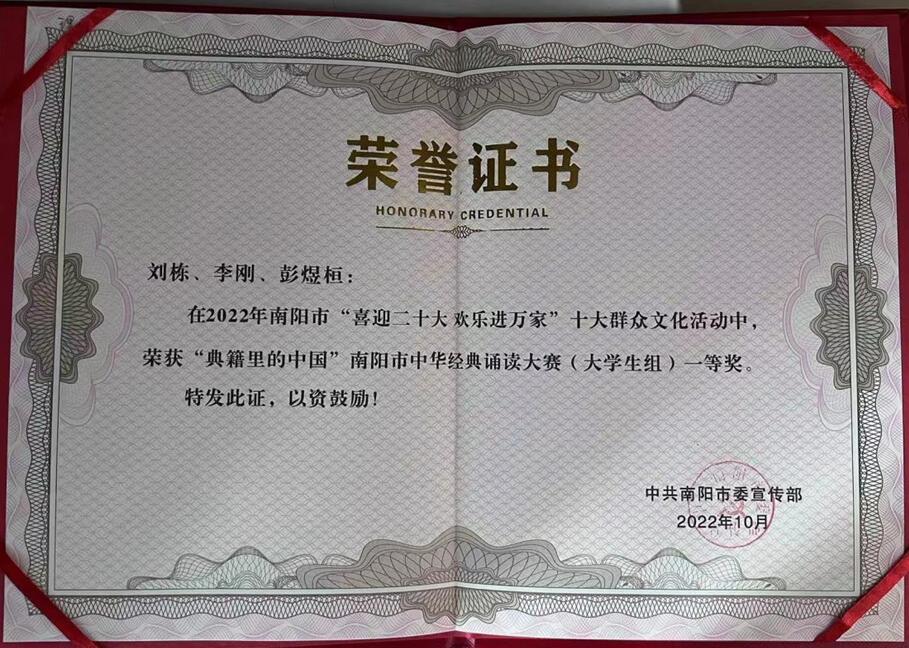 荣誉证书
HONORARY CREDENTIAL
刘栋、李刚、彭煜桓：
在2022年南阳市“喜迎二十大 欢乐进万家”十大群众文化活动中，
荣获“典籍里的中国”南阳市中华经典诵读大赛（大学生组）一等奖。
特发此证，以资鼓励！
中共南阳市委宣传部
2022年10月